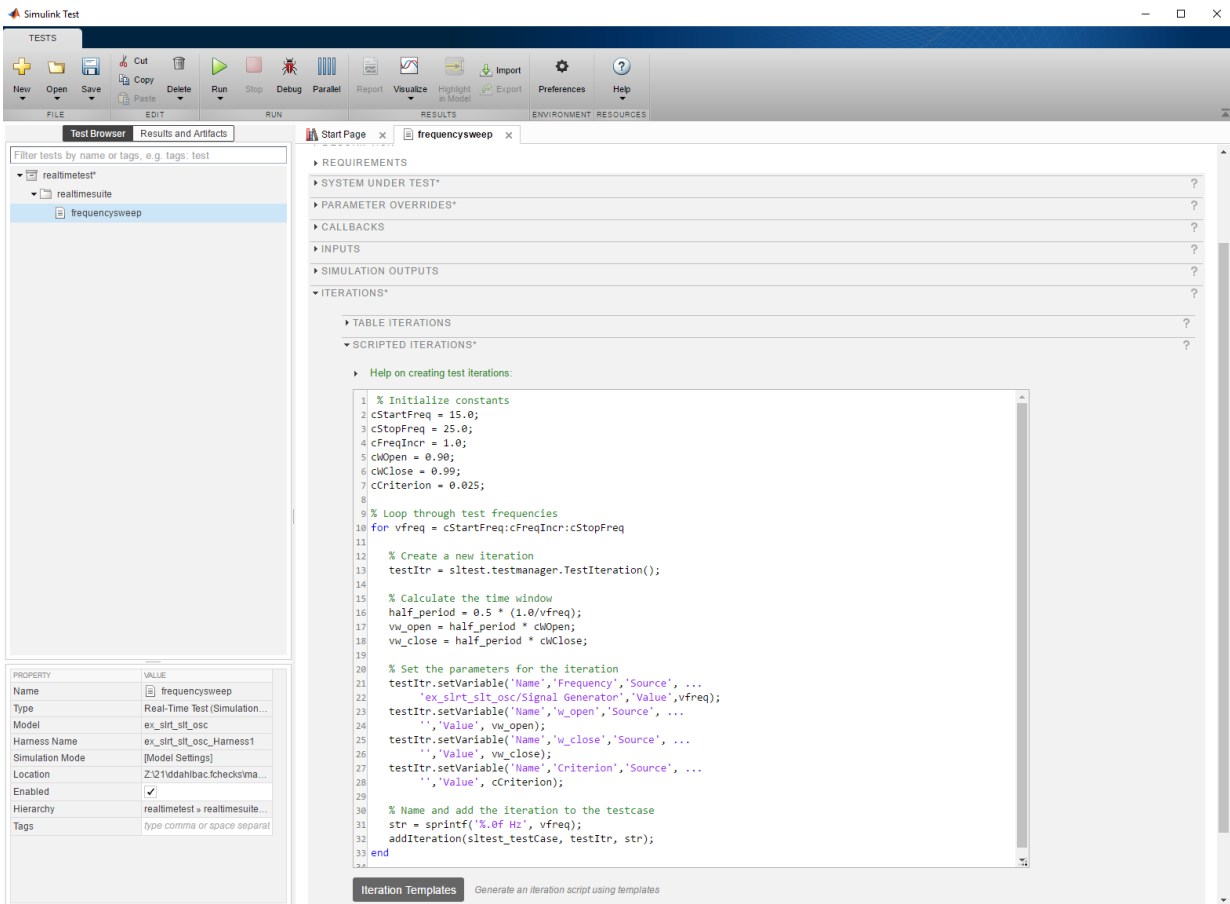 Simulink Test
TESTS
New
Open
Save
Cut
Copy
Paste
Delete
Run
Stop
Debug
Parallel
Report
Visualize
Highlight
in Model
Import
Export
Preferences
Help
FILE
EDIT
RUN
RESULTS
ENVIRONMENT
RESOURCES
Test Browser
Results and Artifacts
Filter tests by name or tags, e.g. tags: test
realtimetest*
realtimesuite
frequencysweep
PROPERTY VALUE
Name frequencysweep
Type Real-Time Test (Simulation...
Model ex_slrt_slt_osc
Harness Name ex_slrt_slt_osc_Harness1
Simulation Mode [Model Settings]
Location Z:\21\ddahlbac.fchecks\ma...
Enabled
Hierarchy realtimetest » realtimesuite...
Tags type comma or space separat
Start Page
frequencysweep
REQUIREMENTS
SYSTEM UNDER TEST* ?
PARAMETER OVERRIDES* ?
CALLBACKS ?
INPUTS ?
SIMULATION OUTPUTS ?
ITERATIONS* ?
TABLE ITERATIONS ?
SCRIPTED ITERATIONS* ?
Help on creating test iterations:
1 % Initialize constants
2 cStartFreq = 15.0;
3 cStopFreq = 25.0;
4 cFreqIncr = 1.0;
5 cWOpen = 0.90;
6 cWClose = 0.99;
7 cCriterion = 0.025;
8
9 % Loop through test frequencies
10 for vfreq = cStartFreq:cFreqIncr:cStopFreq
11
12 % Create a new iteration
13 testItr = sltest.testmanager.TestIteration();
14
15 % Calculate the time window
16 half_period = 0.5 * (1.0/vfreq);
17 vw_open = half_period * cWOpen;
18 vw_close = half_period * cWClose;
19
20 % Set the parameters for the iteration
21 testItr.setVariable('Name','Frequency','Source', ...
22 'ex_slrt_slt_osc/Signal Generator','Value',vfreq);
23 testItr.setVariable('Name','w_open','Source', ...
24 '','Value', vw_open);
25 testItr.setVariable('Name','w_close','Source', ...
26 '','Value', vw_close);
27 testItr.setVariable('Name','Criterion','Source', ...
28 '','Value', cCriterion);
29
30 % Name and add the iteration to the testcase
31 str = sprintf('%.0f Hz', vfreq);
32 addIteration(sltest_testCase, testItr, str);
33 end
Iteration Templates
Generate an iteration script using templates